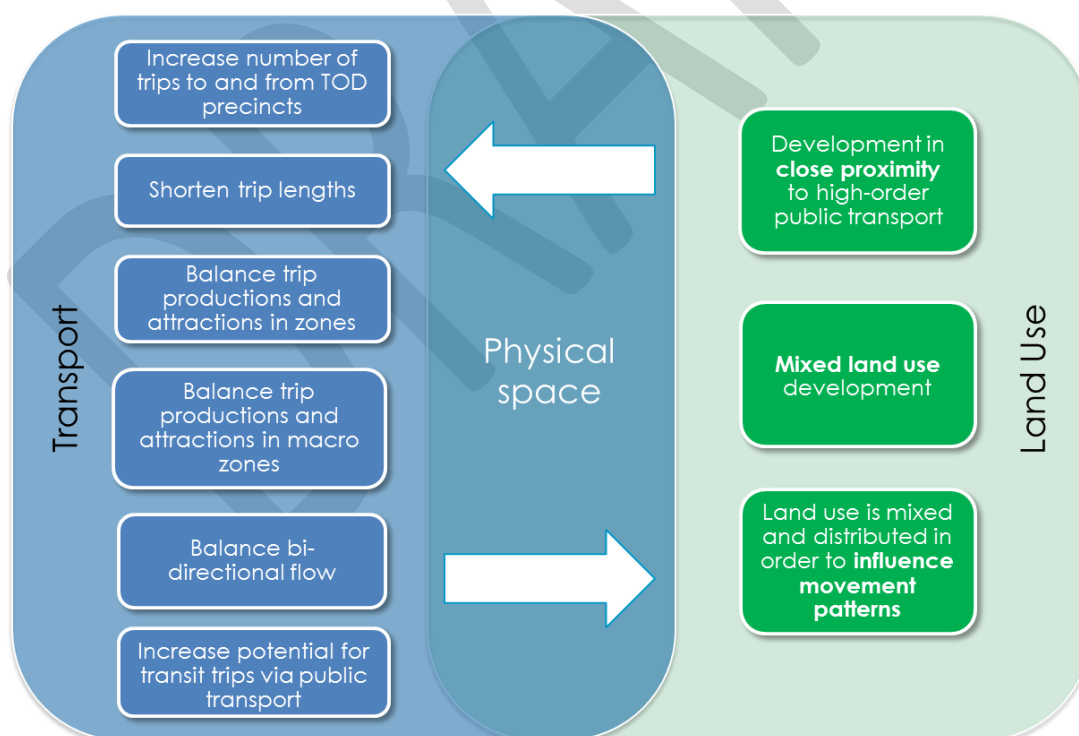 Transport
Increase number of
trips to and from TOD
precincts
Shorten trip lengths
Balance trip
productions and
attractions in zones
Balance trip
productions and
attractions in macro
zones
Balance bi-
directional flow
Increase potential for
transit trips via public
transport
Physical
space
Development in
close proximity
to high-order
public transport
Mixed land use
development
Land use is mixed
and distributed in
order to influence
movement
patterns
Land Use